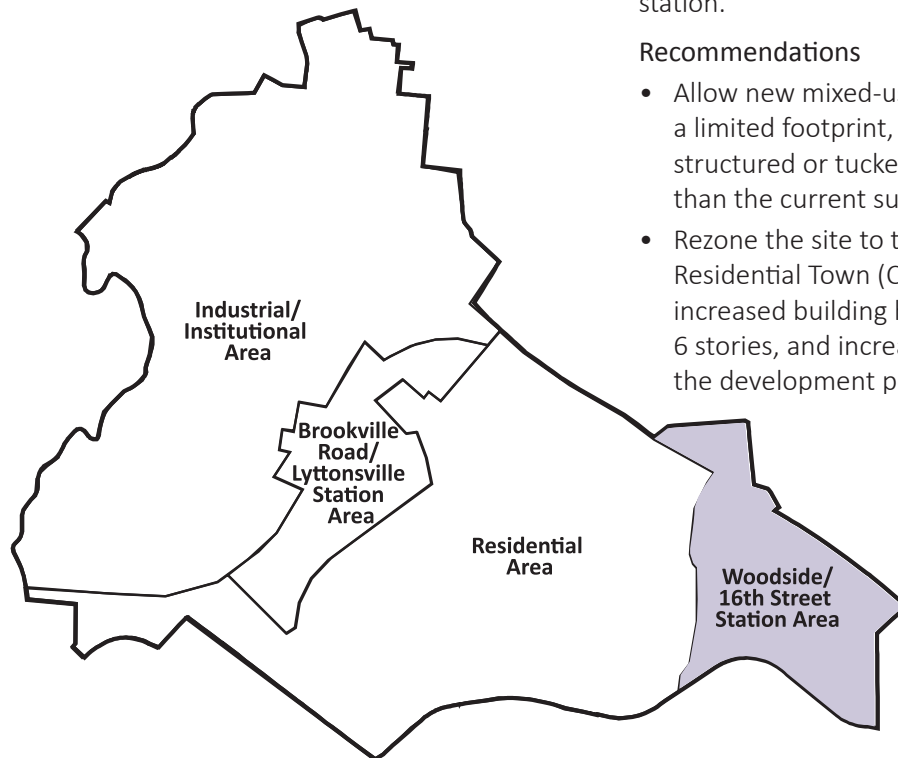 station.
Recommendations
• Allow new mixed-us
a limited footprint,
structured or tucke
than the current su
• Rezone the site to t
Residential Town (C
increased building h
6 stories, and increa
the development p
Industrial/
Institutional
Area
Brookville
Road/
Lyttonsville
Station
Area
Residential
Area
Woodside/
16th Street
Station Area